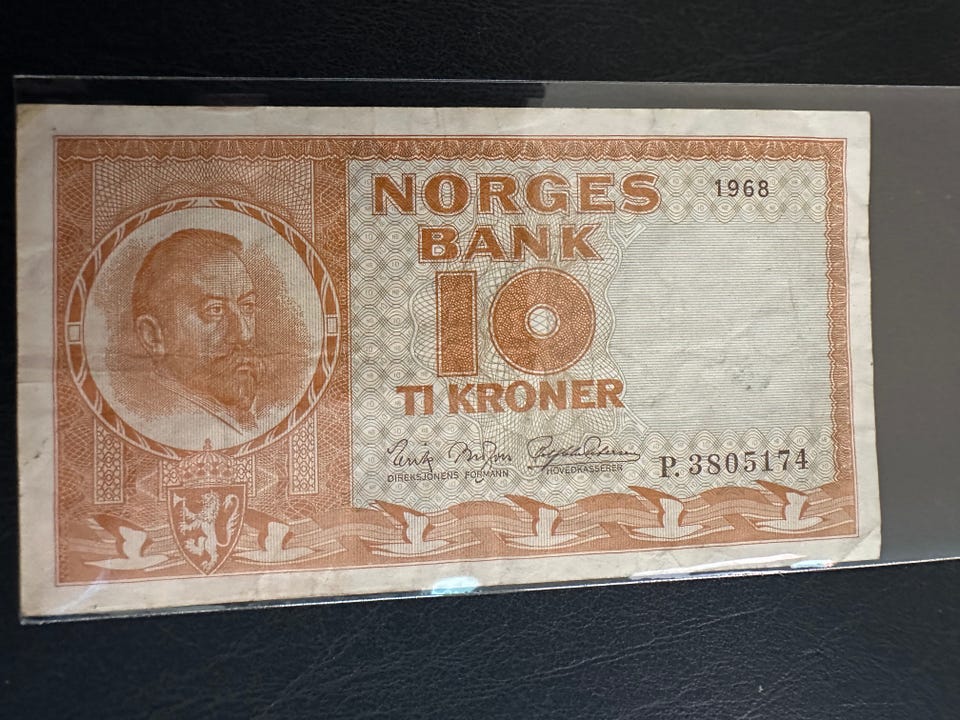 NORGES
BANK
1968
10
TI KRONER
DIREKSJONENS FORMANN
HOVEDKASSERER
P. 3805174